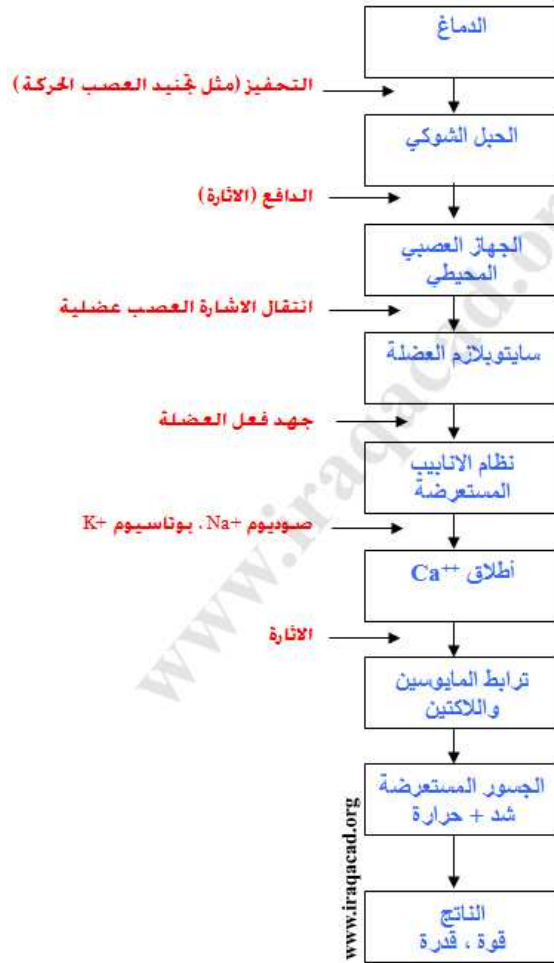 الدماغ
التحفيز (مثل تجنيد العصب الحركة)
الحبل الشوكي
الدافع (الاثارة)
الجهاز العصبي
المحيطي
انتقال الاشارة العصب عضلية
سايتوبلازم العضلة
جهد فعل العضلة
نظام الانابيب
المستعرضة
صوديوم Na+ ، بوتاسيوم K+
أطلاق Ca++
الاثارة
ترابط المايوسين
واللاكتين
الجسور المستعرضة
شد + حرارة
الناتج
قوة ، قدرة
www.iraqacad.org
www.iraqacad.org